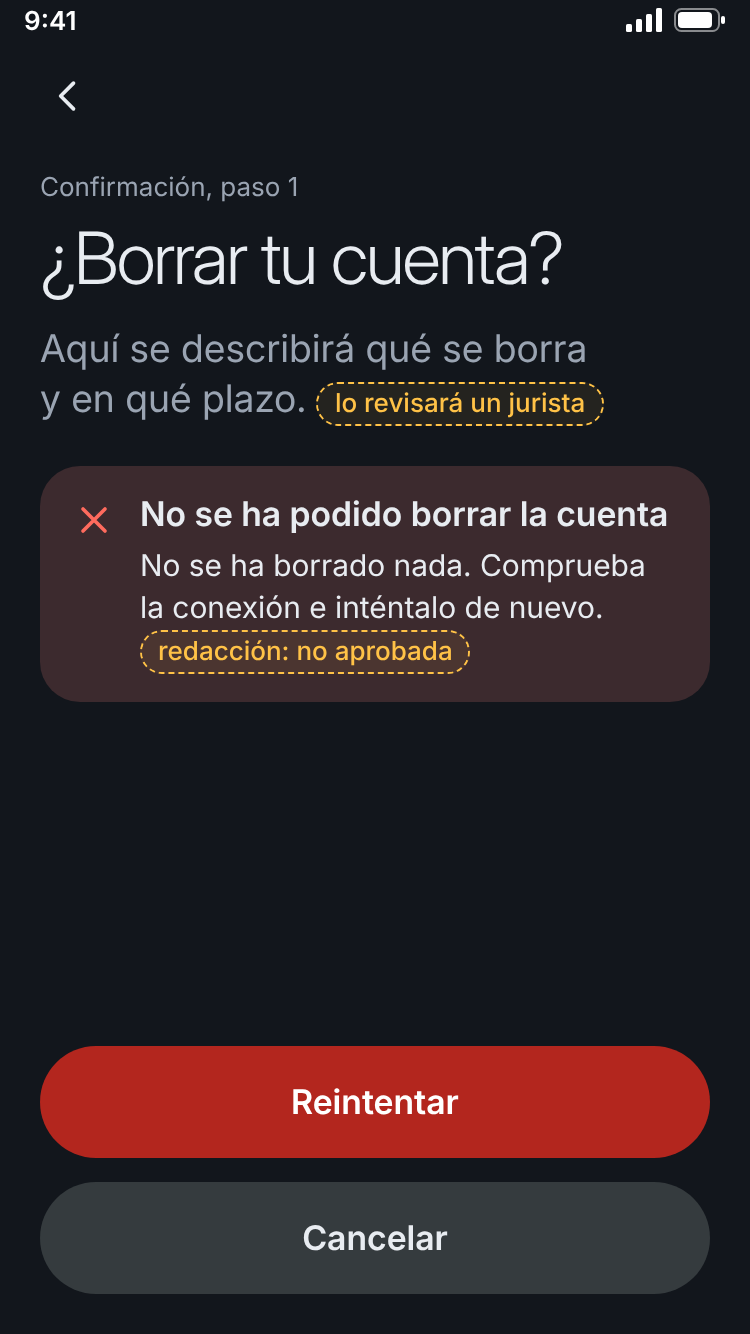 9:41
Confirmación, paso 1
¿Borrar tu cuenta?
Aquí se describirá qué se borra
y en qué plazo. lo revisará un jurista
No se ha podido borrar la cuenta
No se ha borrado nada. Comprueba
la conexión e inténtalo de nuevo.
redacción: no aprobada
Reintentar
Cancelar